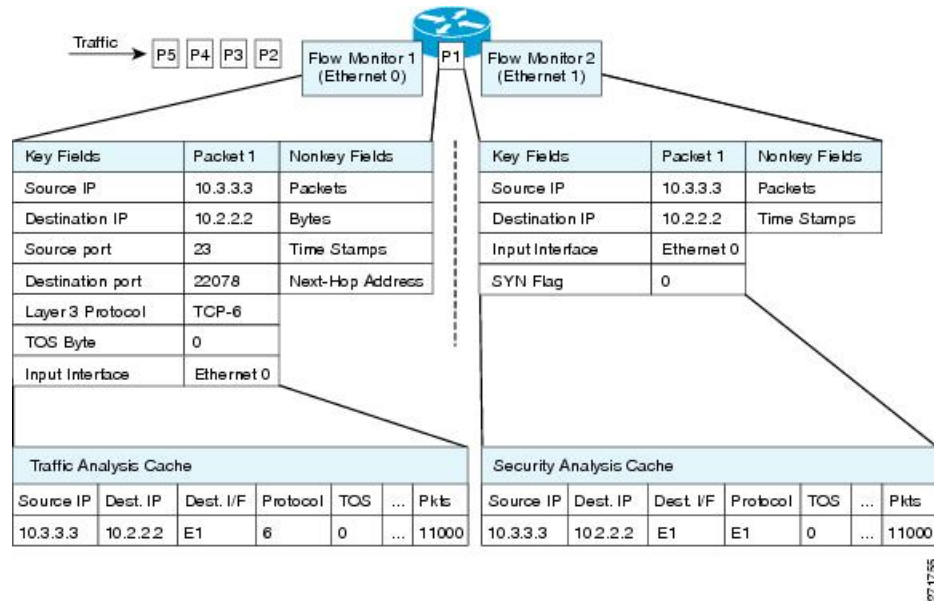 Traffic P5 P4 P3 P2
Flow Monitor 1
(Ethernet 0)
P1
Flow Monitor 2
(Ethernet 1)
Key Fields Packet 1 Nonkey Fields
Source IP 10.3.3.3 Packets
Destination IP 10.2.2.2 Bytes
Source port 23 Time Stamps
Destination port 22078 Next-Hop Address
Layer 3 Protocol TCP-6
TOS Byte 0
Input Interface Ethernet 0
Key Fields Packet 1 Nonkey Fields
Source IP 10.3.3.3 Packets
Destination IP 10.2.2.2 Time Stamps
Input Interface Ethernet 0
SYN Flag 0
Traffic Analysis Cache
Source IP Dest. IP Dest. I/F Protocol TOS ... Pkts
10.3.3.3 10.2.2.2 E1 6 0 ... 11000
Security Analysis Cache
Source IP Dest. IP Dest. I/F Protocol TOS ... Pkts
10.3.3.3 10.2.2.2 E1 E1 0 ... 11000
271755